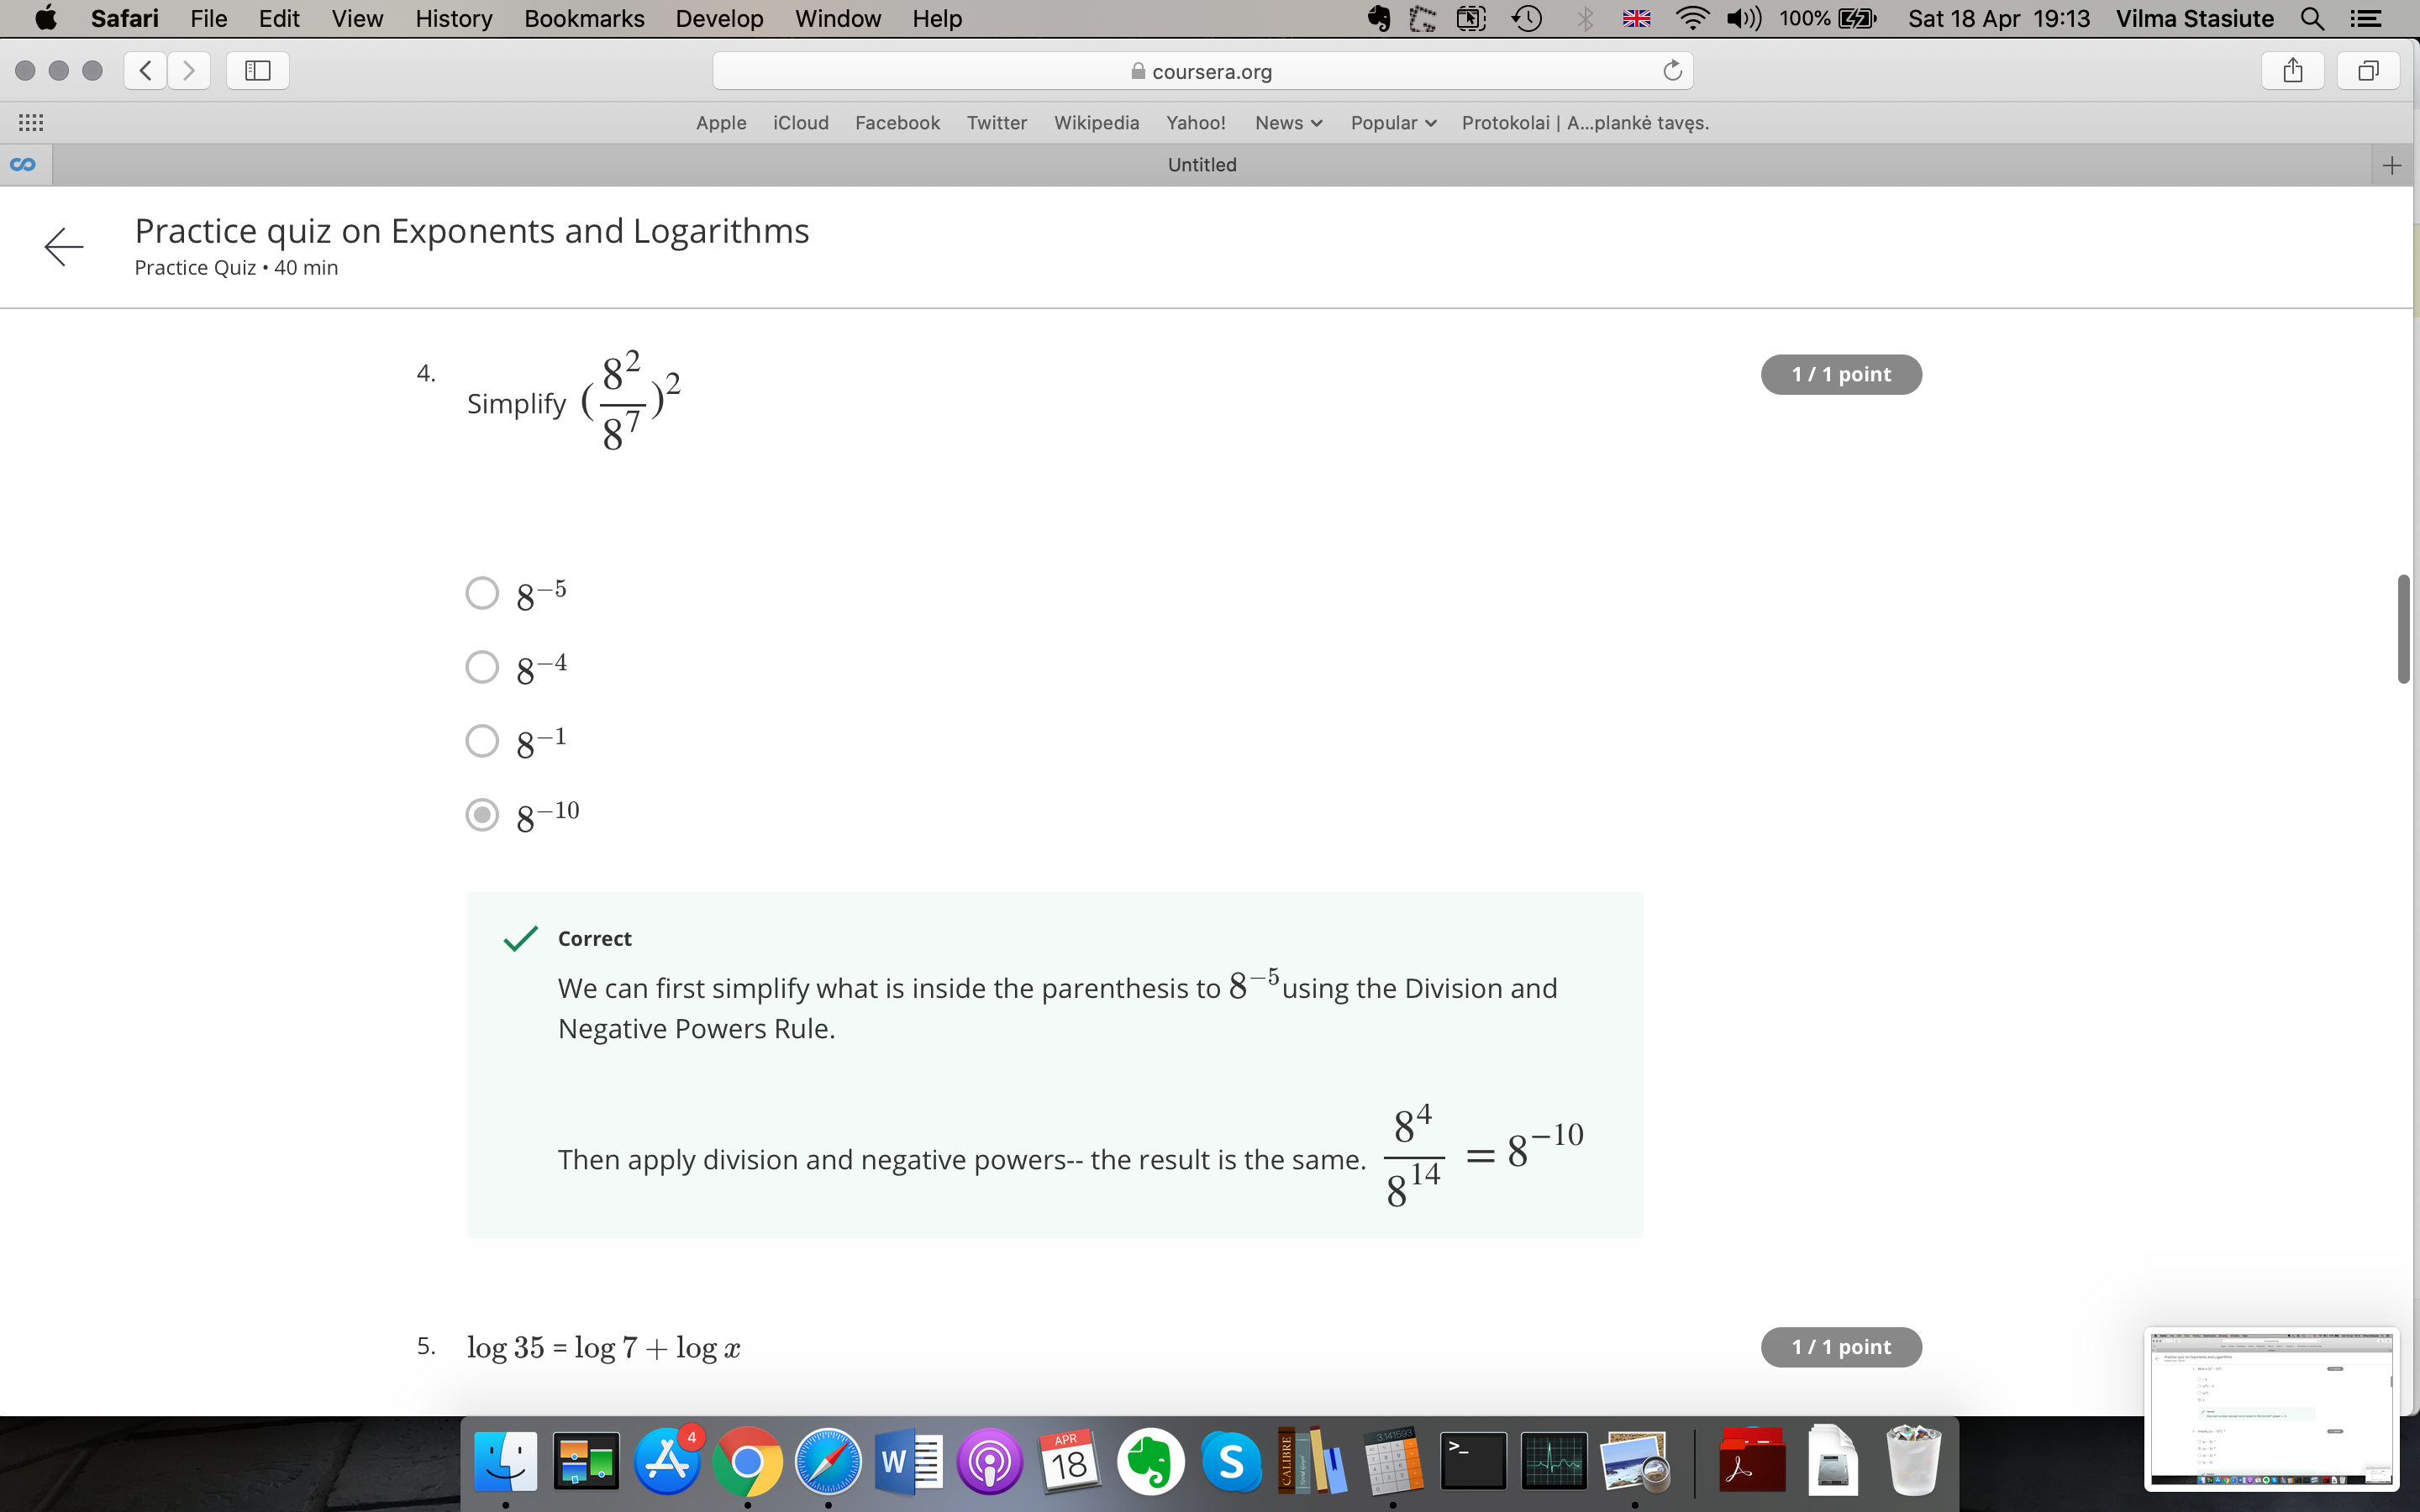 Safari File Edit View History Bookmarks Develop Window Help 100% Sat 18 Apr 19:13 Vilma Stasiute
coursera.org
Apple iCloud Facebook Twitter Wikipedia Yahoo! News Popular Protokolai | A...plankė tavęs.
Untitled
Practice quiz on Exponents and Logarithms
Practice Quiz • 40 min
4. Simplify (8^2/8^7)^2 1 / 1 point
8^−5
8^−4
8^−1
8^−10
Correct
We can first simplify what is inside the parenthesis to 8^−5 using the Division and
Negative Powers Rule.
Then apply division and negative powers-- the result is the same. 8^4/8^14 = 8^−10
5. log 35 = log 7 + log x 1 / 1 point
4
W
APR
18
S
CALIBRE
3.141593
>_